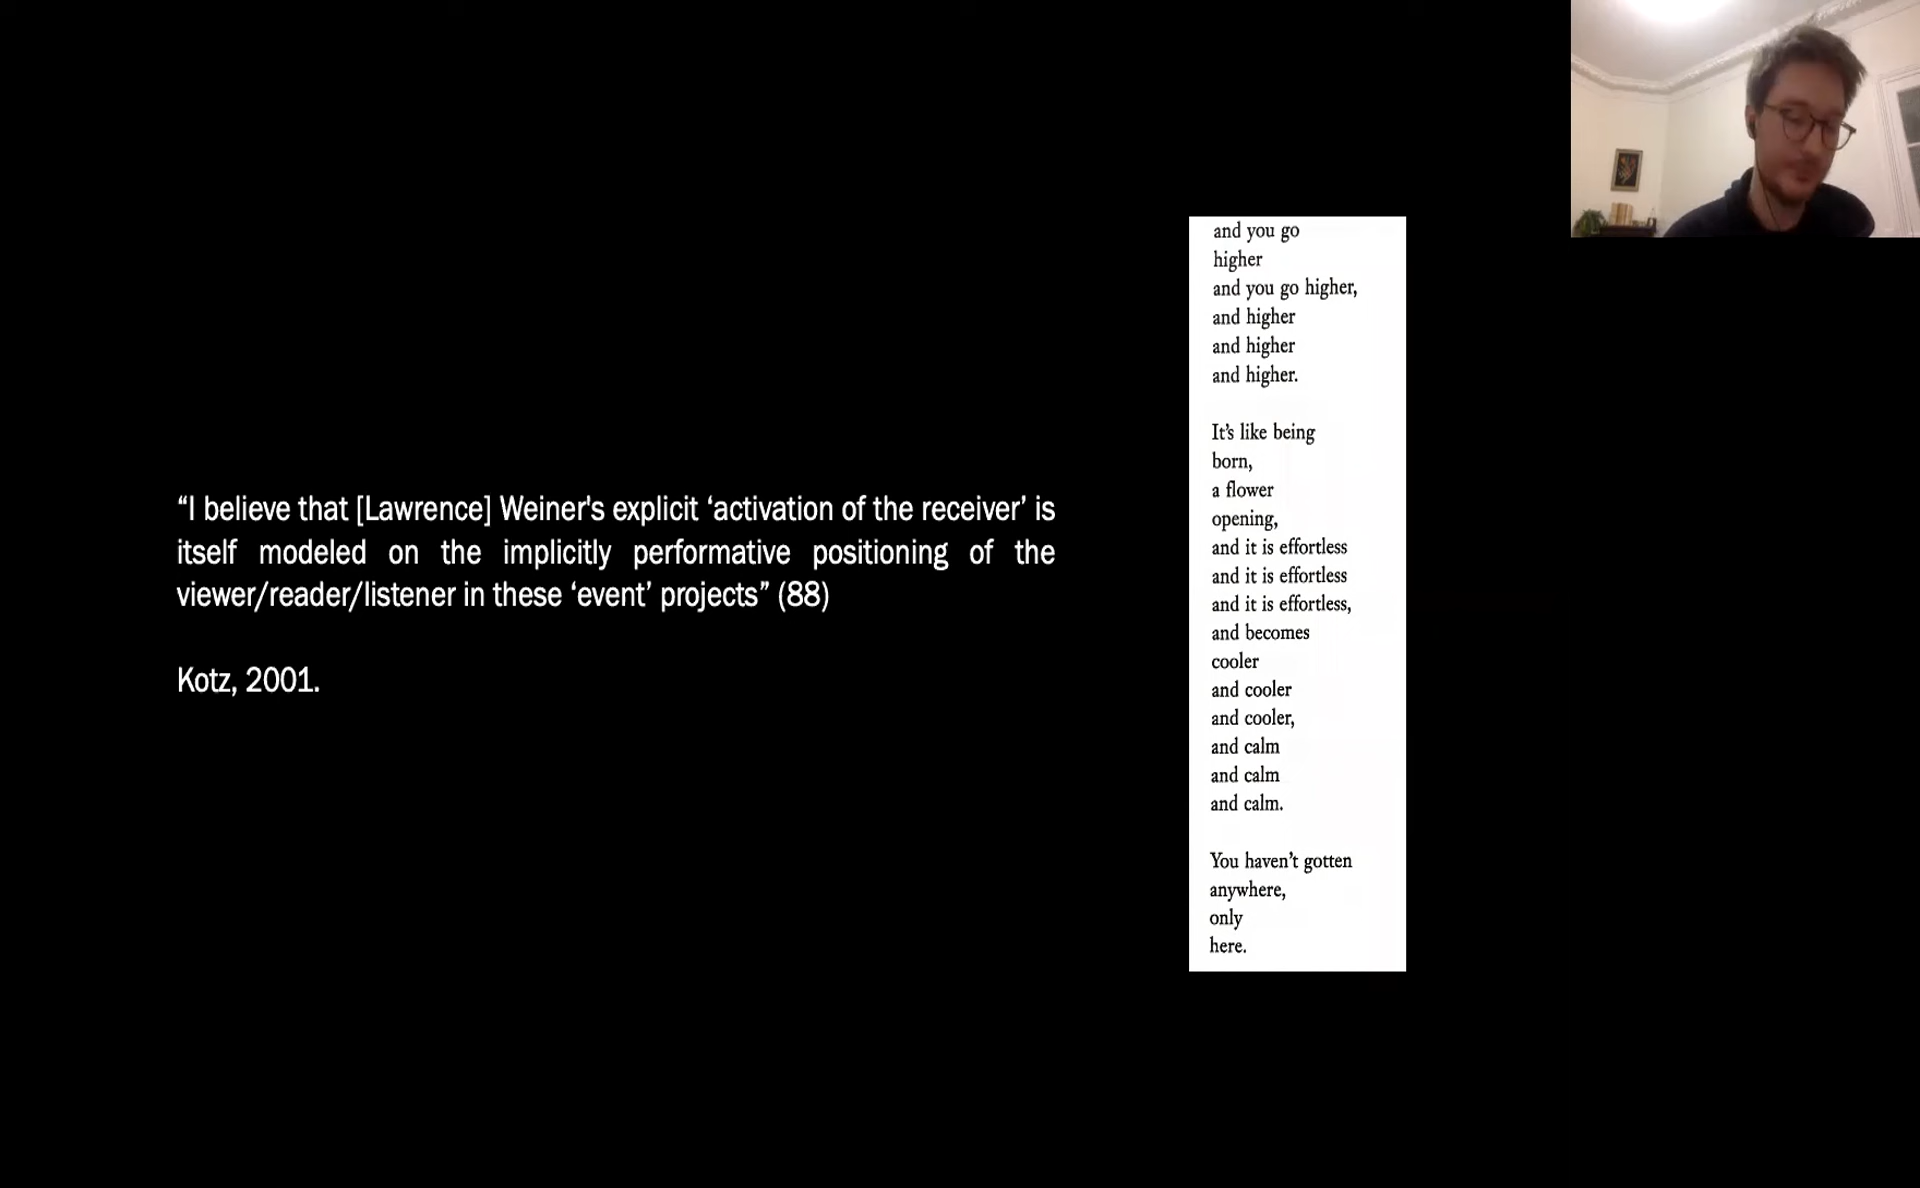 “I believe that [Lawrence] Weiner's explicit ‘activation of the receiver’ is
itself modeled on the implicitly performative positioning of the
viewer/reader/listener in these ‘event’ projects” (88)
Kotz, 2001.
and you go
higher
and you go higher,
and higher
and higher
and higher.
It’s like being
born,
a flower
opening,
and it is effortless
and it is effortless
and it is effortless,
and becomes
cooler
and cooler
and cooler,
and calm
and calm
and calm.
You haven’t gotten
anywhere,
only
here.